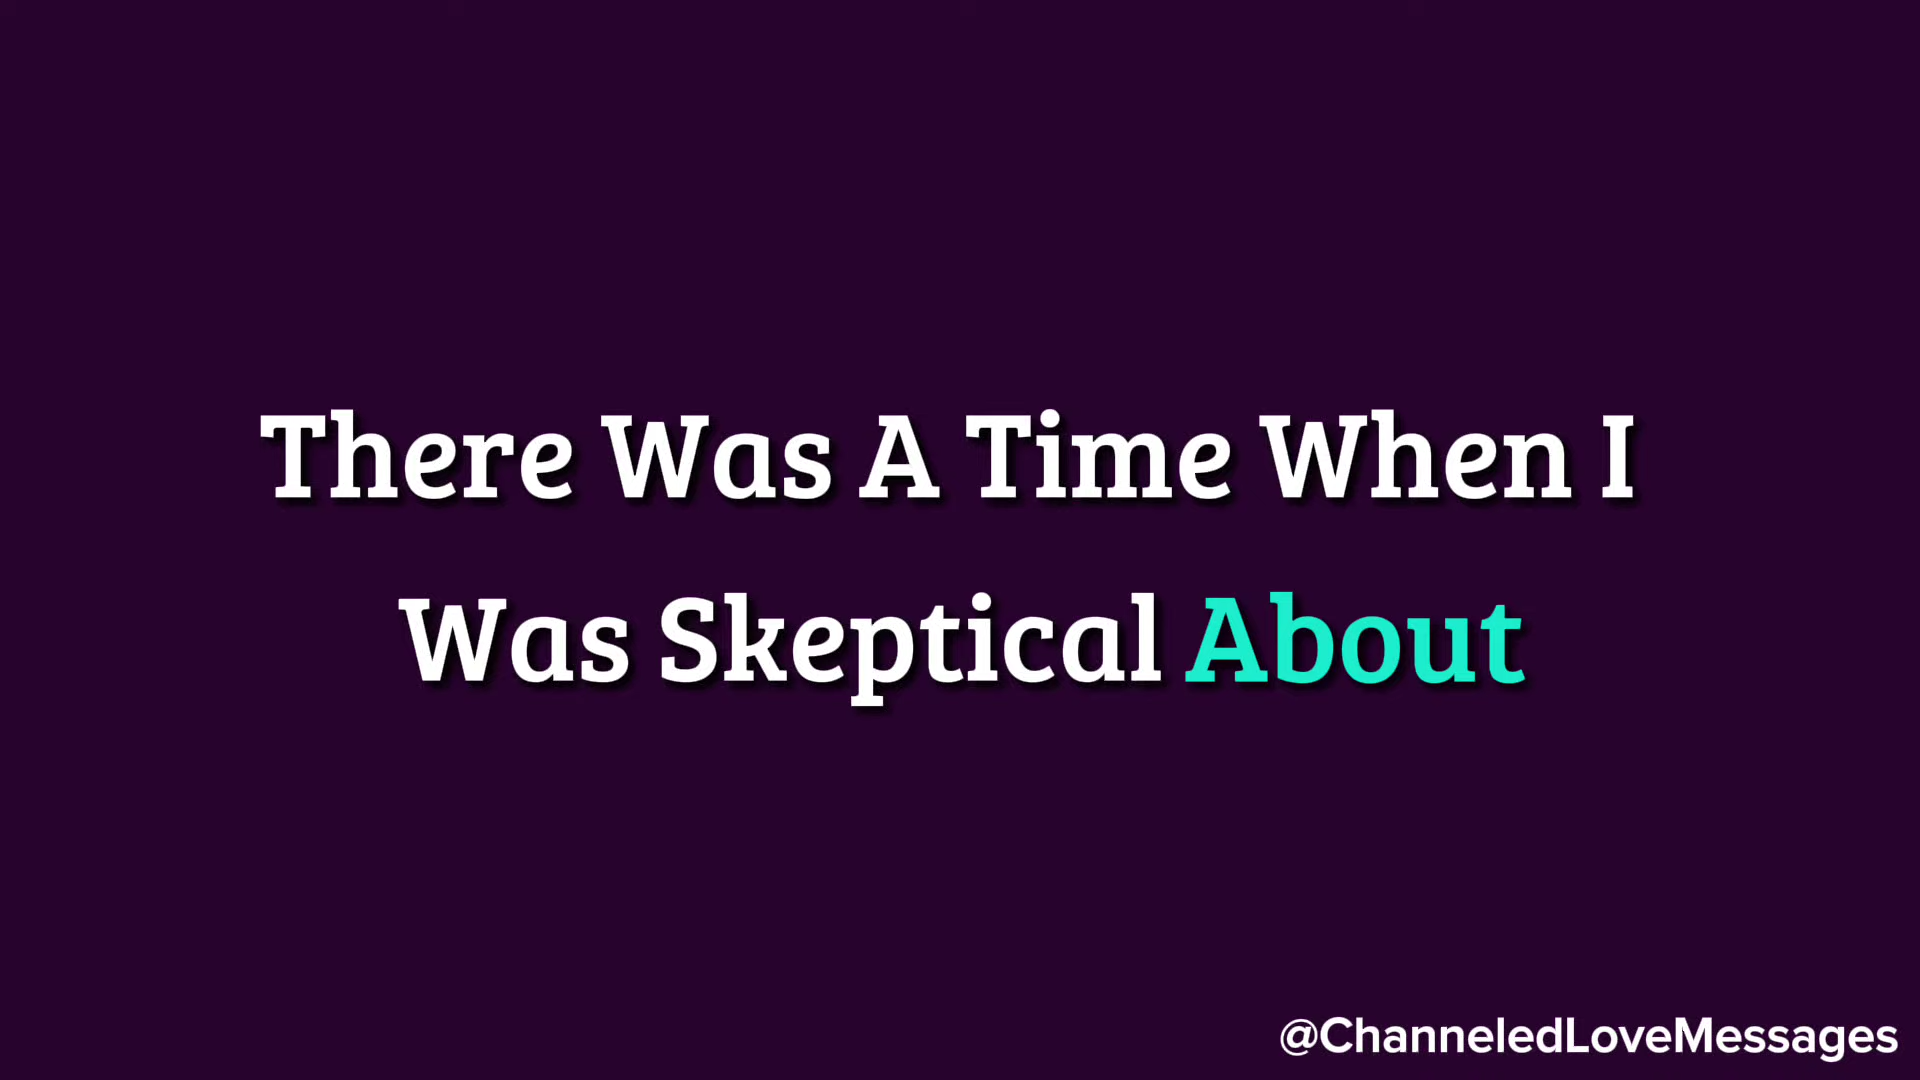 There Was A Time When I
Was Skeptical About
@ChanneledLoveMessages